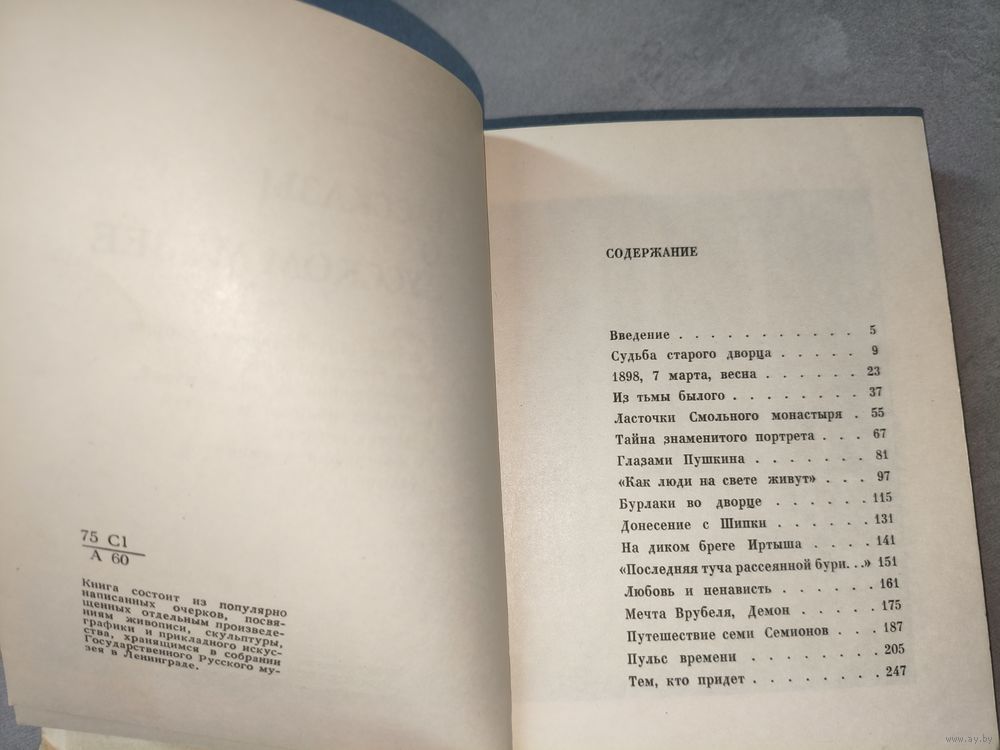 75 С1
А 60
Книга состоит из популярно
написанных очерков, посвя-
щенных отдельным произведе-
ниям живописи, скульптуры,
графики и прикладного искус-
ства, хранящимся в собрании
Государственного Русского му-
зея в Ленинграде.
СОДЕРЖАНИЕ
Введение . . . . . . . . . . . 5
Судьба старого дворца . . . . . 9
1898, 7 марта, весна . . . . . . 23
Из тьмы былого . . . . . . . . 37
Ласточки Смольного монастыря . 55
Тайна знаменитого портрета . . . 67
Глазами Пушкина . . . . . . . 81
«Как люди на свете живут» . . . 97
Бурлаки во дворце . . . . . . 115
Донесение с Шипки . . . . . . 131
На диком бреге Иртыша . . . . 141
«Последняя туча рассеянной бури. . .» 151
Любовь и ненависть . . . . . . 161
Мечта Врубеля, Демон . . . . . 175
Путешествие семи Семионов . . . 187
Пульс времени . . . . . . . . 205
Тем, кто придет . . . . . . . . 247
www.ay.by